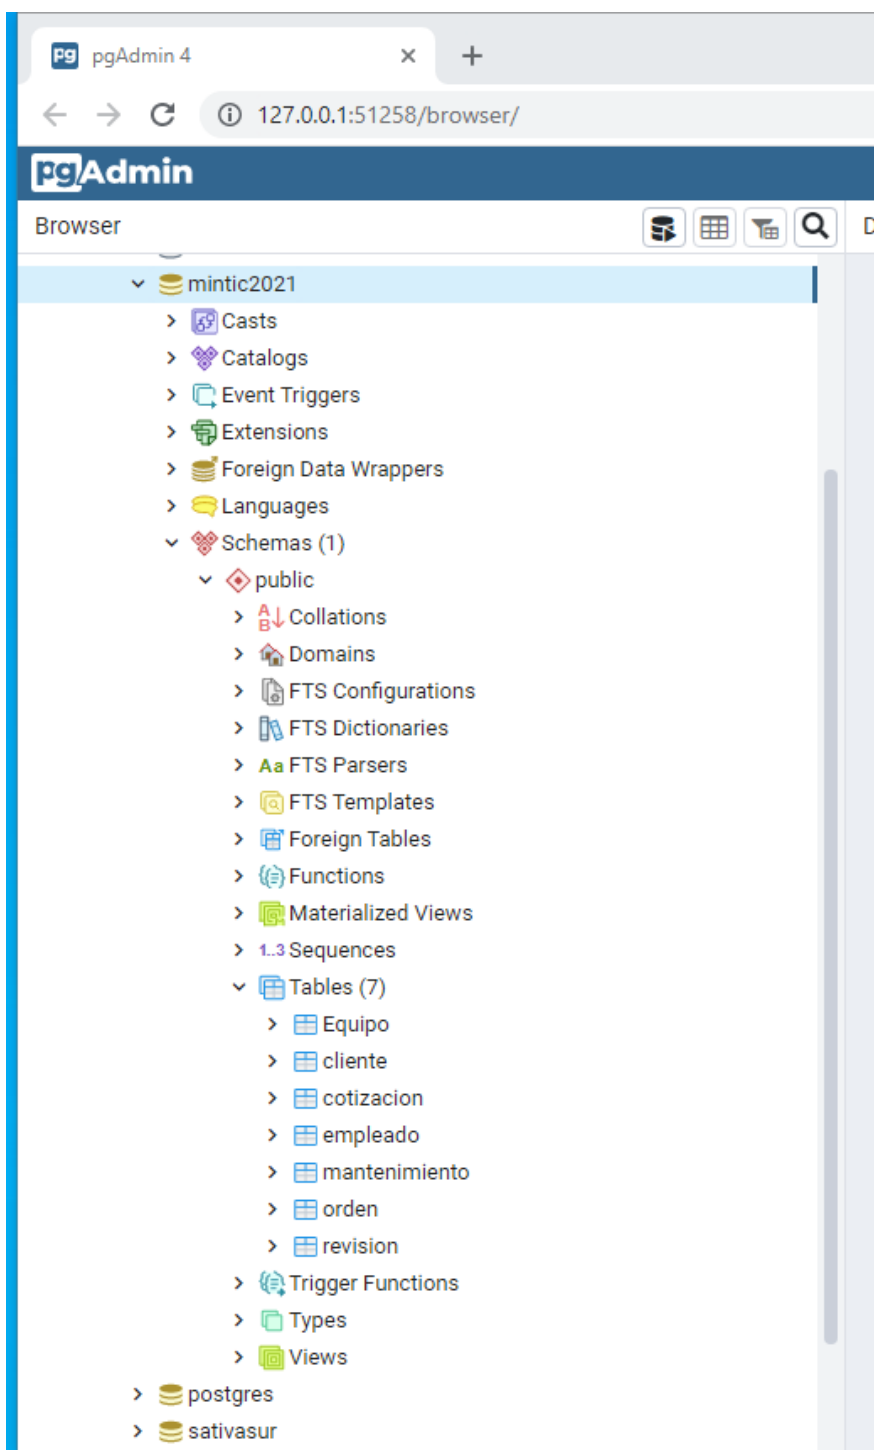 pg pgAdmin 4
127.0.0.1:51258/browser/
pgAdmin
Browser
D
mintic2021
Casts
Catalogs
Event Triggers
Extensions
Foreign Data Wrappers
Languages
Schemas (1)
public
Collations
Domains
FTS Configurations
FTS Dictionaries
Aa FTS Parsers
FTS Templates
Foreign Tables
Functions
Materialized Views
1..3 Sequences
Tables (7)
Equipo
cliente
cotizacion
empleado
mantenimiento
orden
revision
Trigger Functions
Types
Views
postgres
sativasur